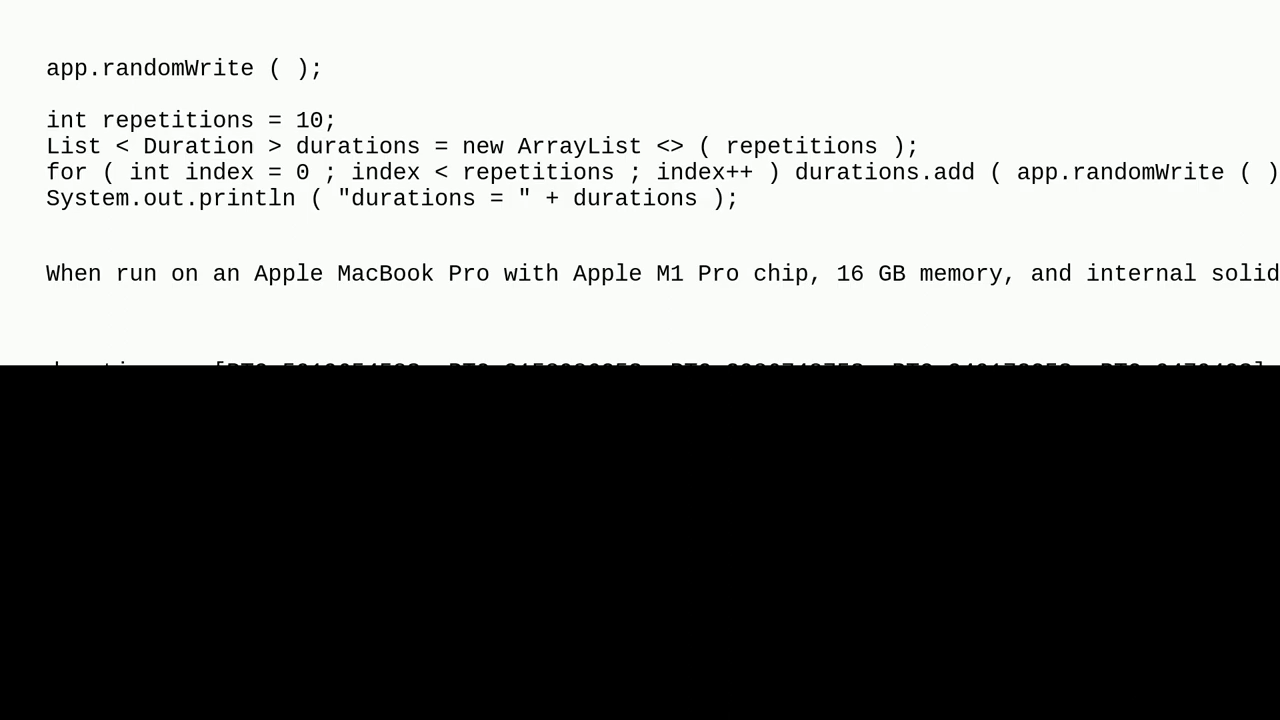 app.randomWrite ( );
int repetitions = 10;
List < Duration > durations = new ArrayList <> ( repetitions );
for ( int index = 0 ; index < repetitions ; index++ ) durations.add ( app.randomWrite ( )
System.out.println ( "durations = " + durations );
When run on an Apple MacBook Pro with Apple M1 Pro chip, 16 GB memory, and internal solid